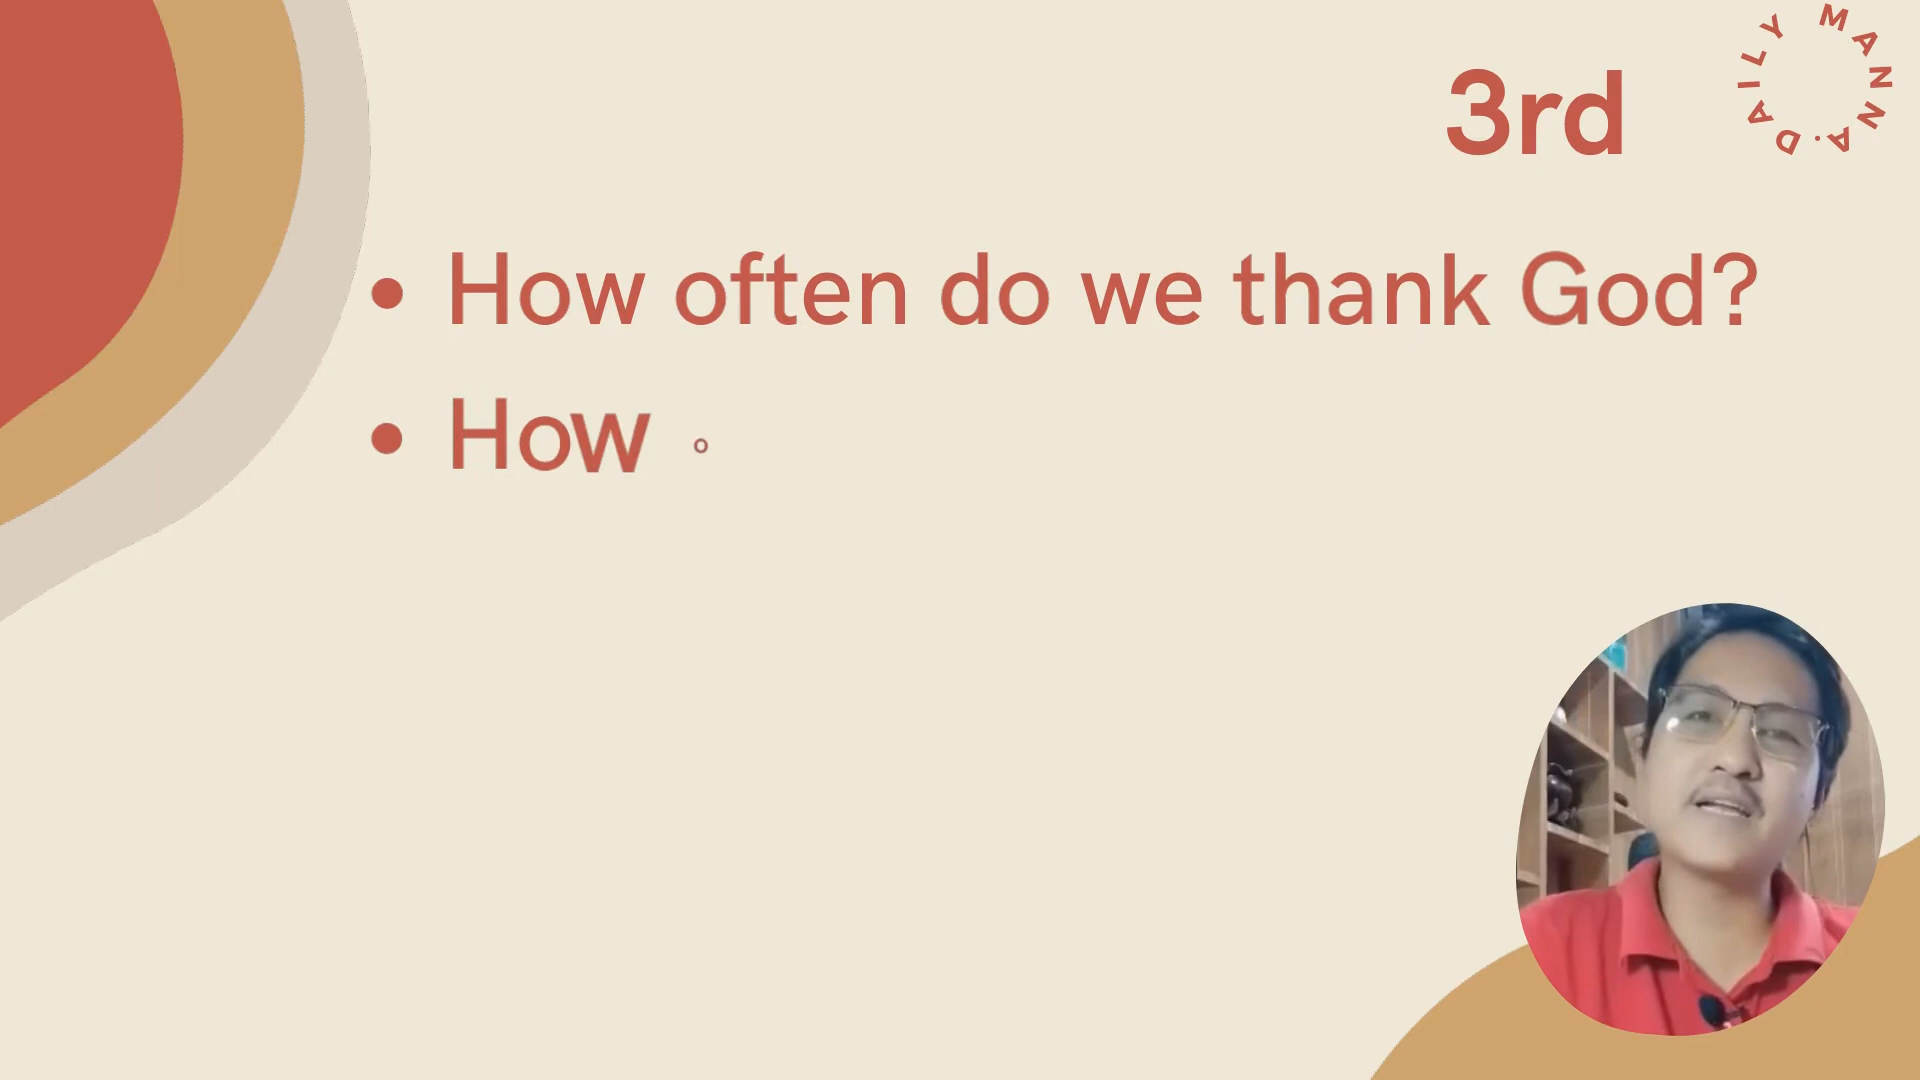 3rd
DAILY MANNA.
• How often do we thank God?
• How